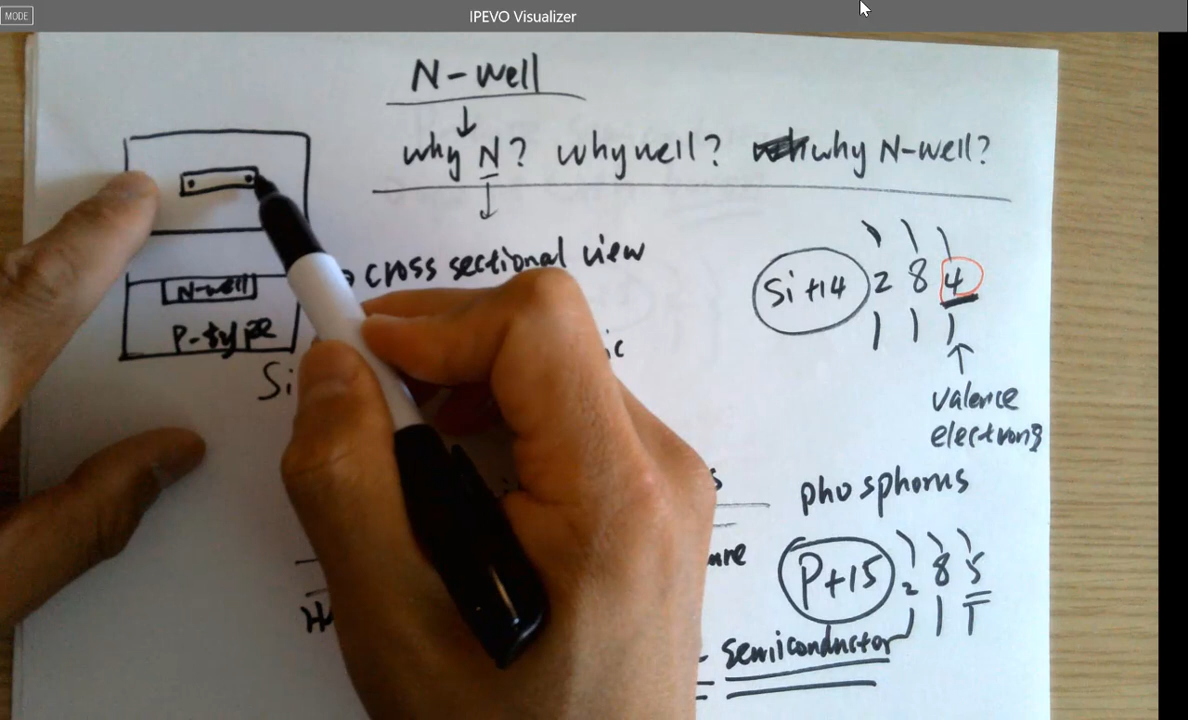 MODE
IPEVO Visualizer
N-well
why N? why well? why N-well?
cross sectional view
N-well
P-type
Si
Si +14 2 8 4
valence
electrons
phosphorus
P+15 2 8 5
semiconductor